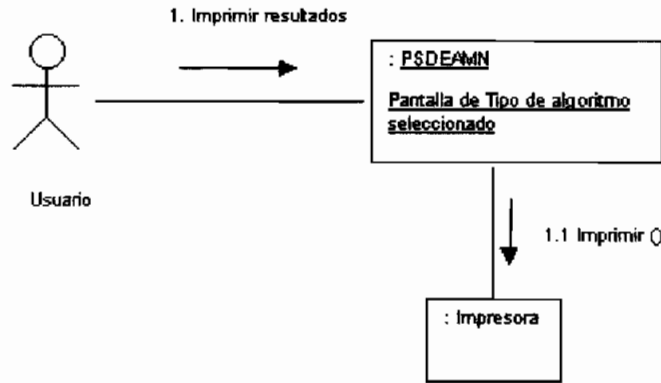 1. Imprimir resultados
: PSDEAMN
Pantalla de Tipo de algoritmo
seleccionado
Usuario
1.1 Imprimir ()
: Impresora